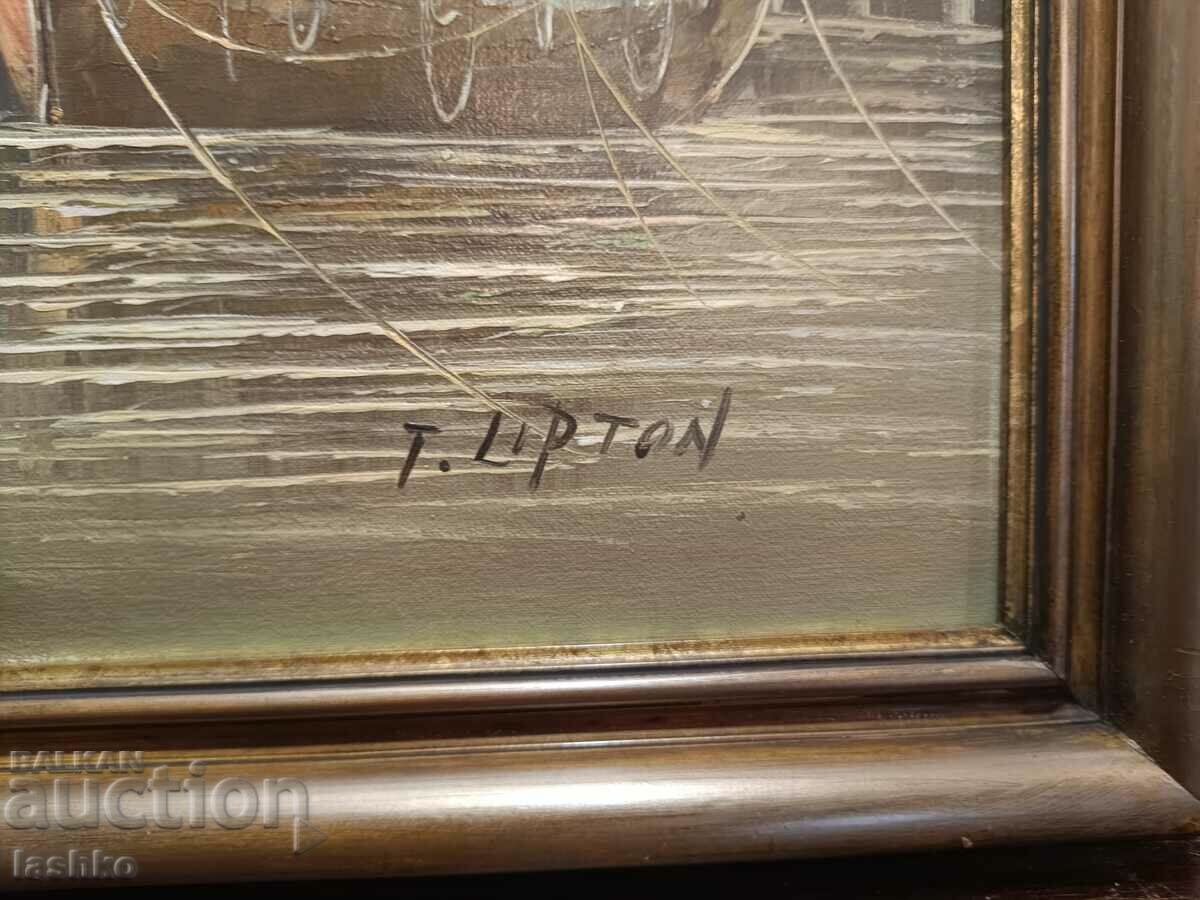 T. LIPTON
BALKAN
auction
lashko